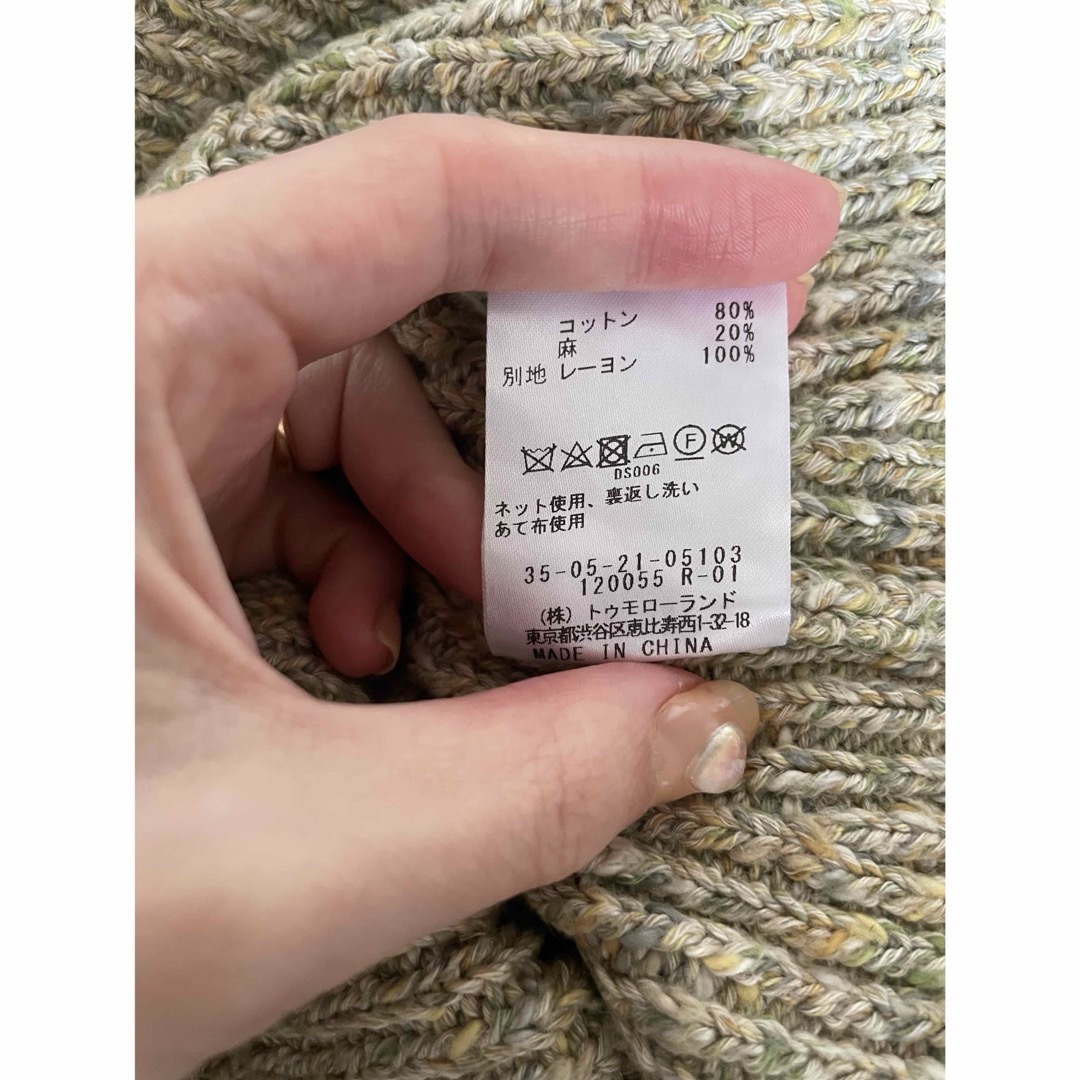 コットン 80%
麻 20%
別地 レーヨン 100%
F W
DS006
ネット使用、裏返し洗い
あて布使用
35-05-21-05103
120055 R-01
(株) トゥモローランド
東京都渋谷区恵比寿西1-32-18
MADE IN CHINA